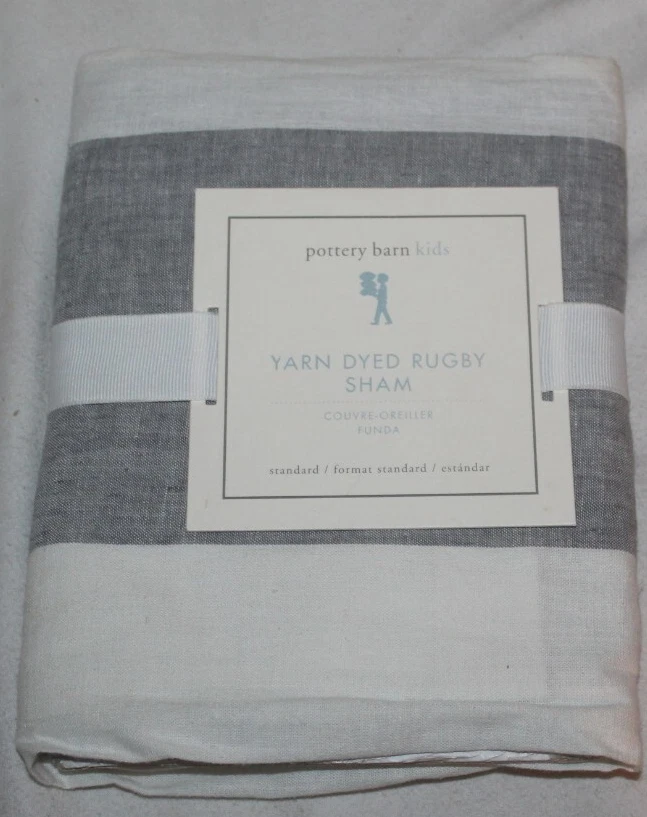 pottery barn kids
YARN DYED RUGBY
SHAM
COUVRE-OREILLER
FUNDA
standard / format standard / estándar